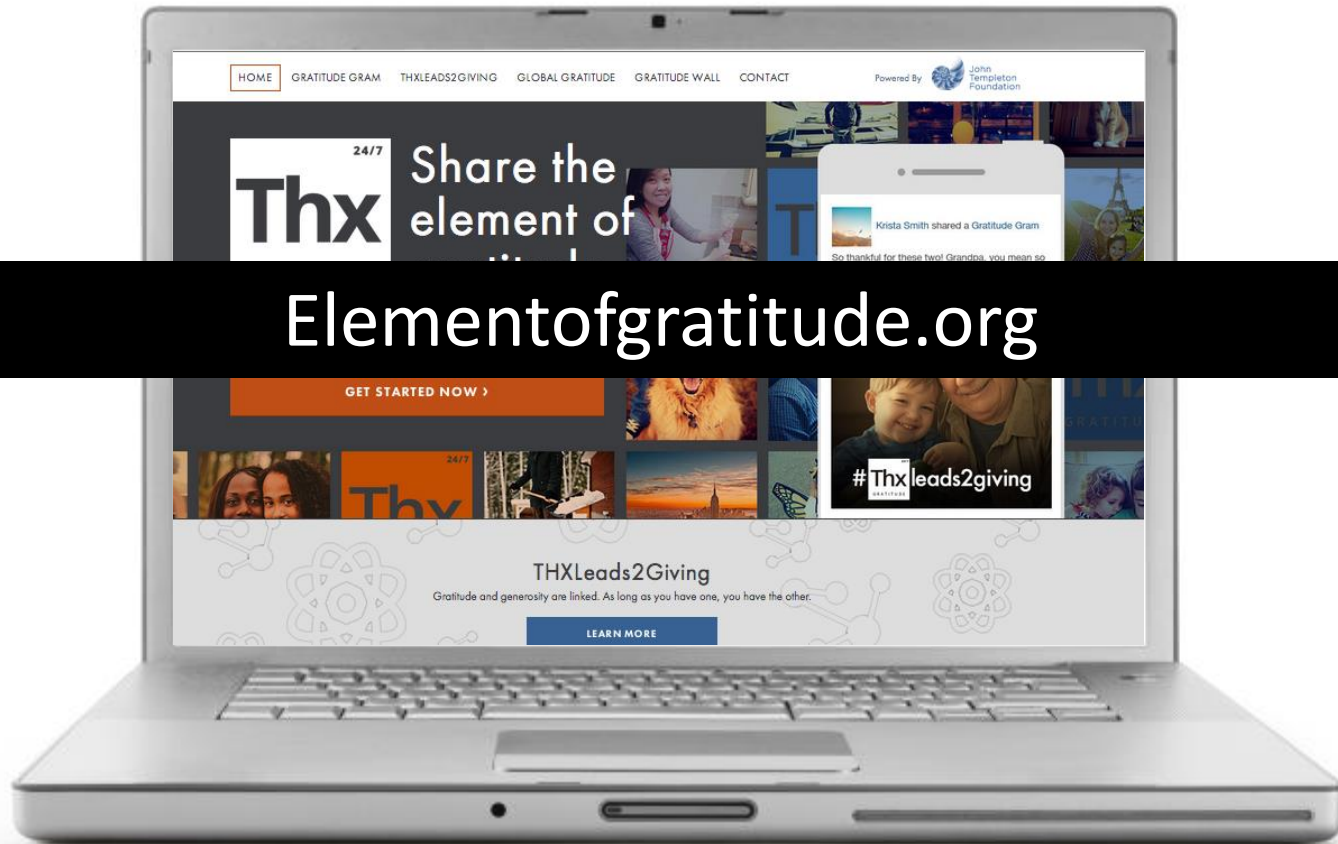 HOME GRATITUDE GRAM THXLEADS2GIVING GLOBAL GRATITUDE GRATITUDE WALL CONTACT Powered By John Templeton Foundation
24/7
Thx
Share the
element of
Krista Smith shared a Gratitude Gram
So thankful for these two! Grandpa, you mean so
Elementofgratitude.org
GET STARTED NOW ›
#Thxleads2giving
GRATITUDE
24/7
Thx
THXLeads2Giving
Gratitude and generosity are linked. As long as you have one, you have the other.
LEARN MORE